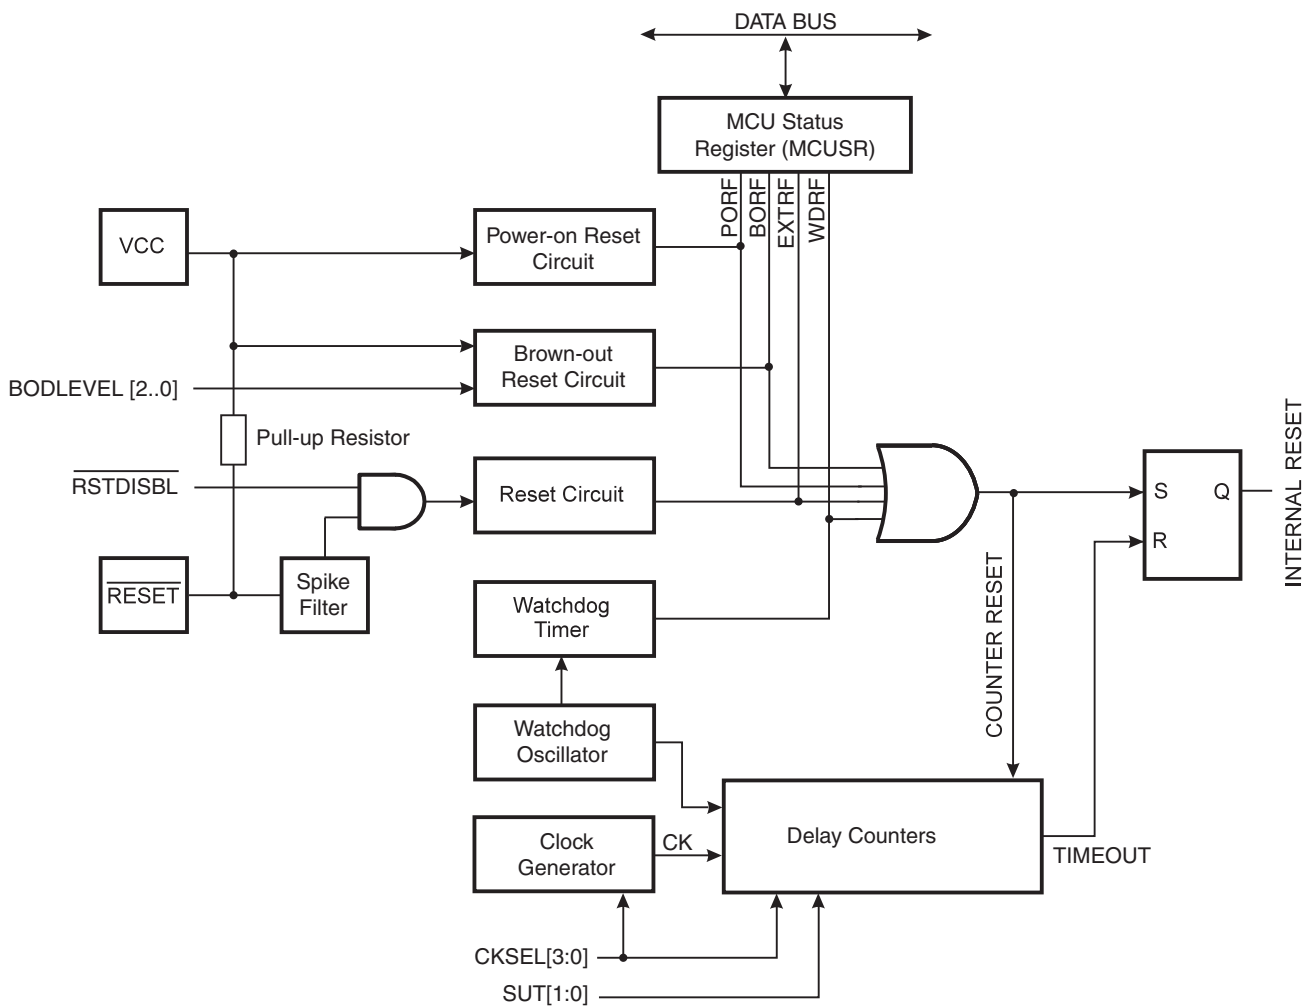 DATA BUS
MCU Status
Register (MCUSR)
PORF
BORF
EXTRF
WDRF
VCC
Power-on Reset
Circuit
Brown-out
Reset Circuit
BODLEVEL [2..0]
Pull-up Resistor
RSTDISBL
Reset Circuit
RESET
Spike
Filter
Watchdog
Timer
Watchdog
Oscillator
Clock
Generator
CK
Delay Counters
COUNTER RESET
TIMEOUT
S
Q
R
INTERNAL RESET
CKSEL[3:0]
SUT[1:0]